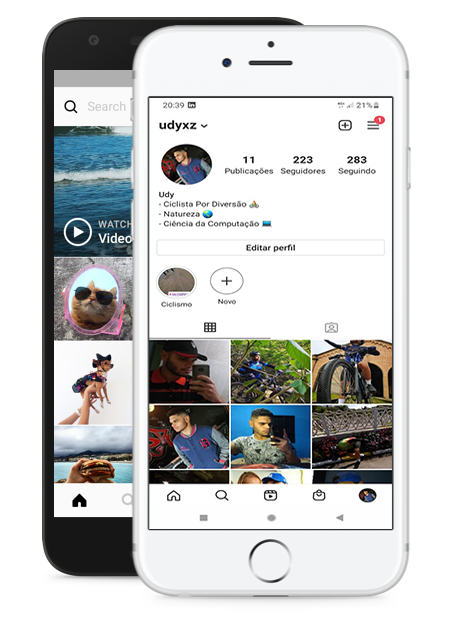 Search
WATCH
Video
20:39 in 21%
udyxz
1
11 223 283
Publicações Seguidores Seguindo
Udy
- Ciclista Por Diversão 🚵
- Natureza 🌏
- Ciência da Computação 💻
Editar perfil
Ciclismo Novo